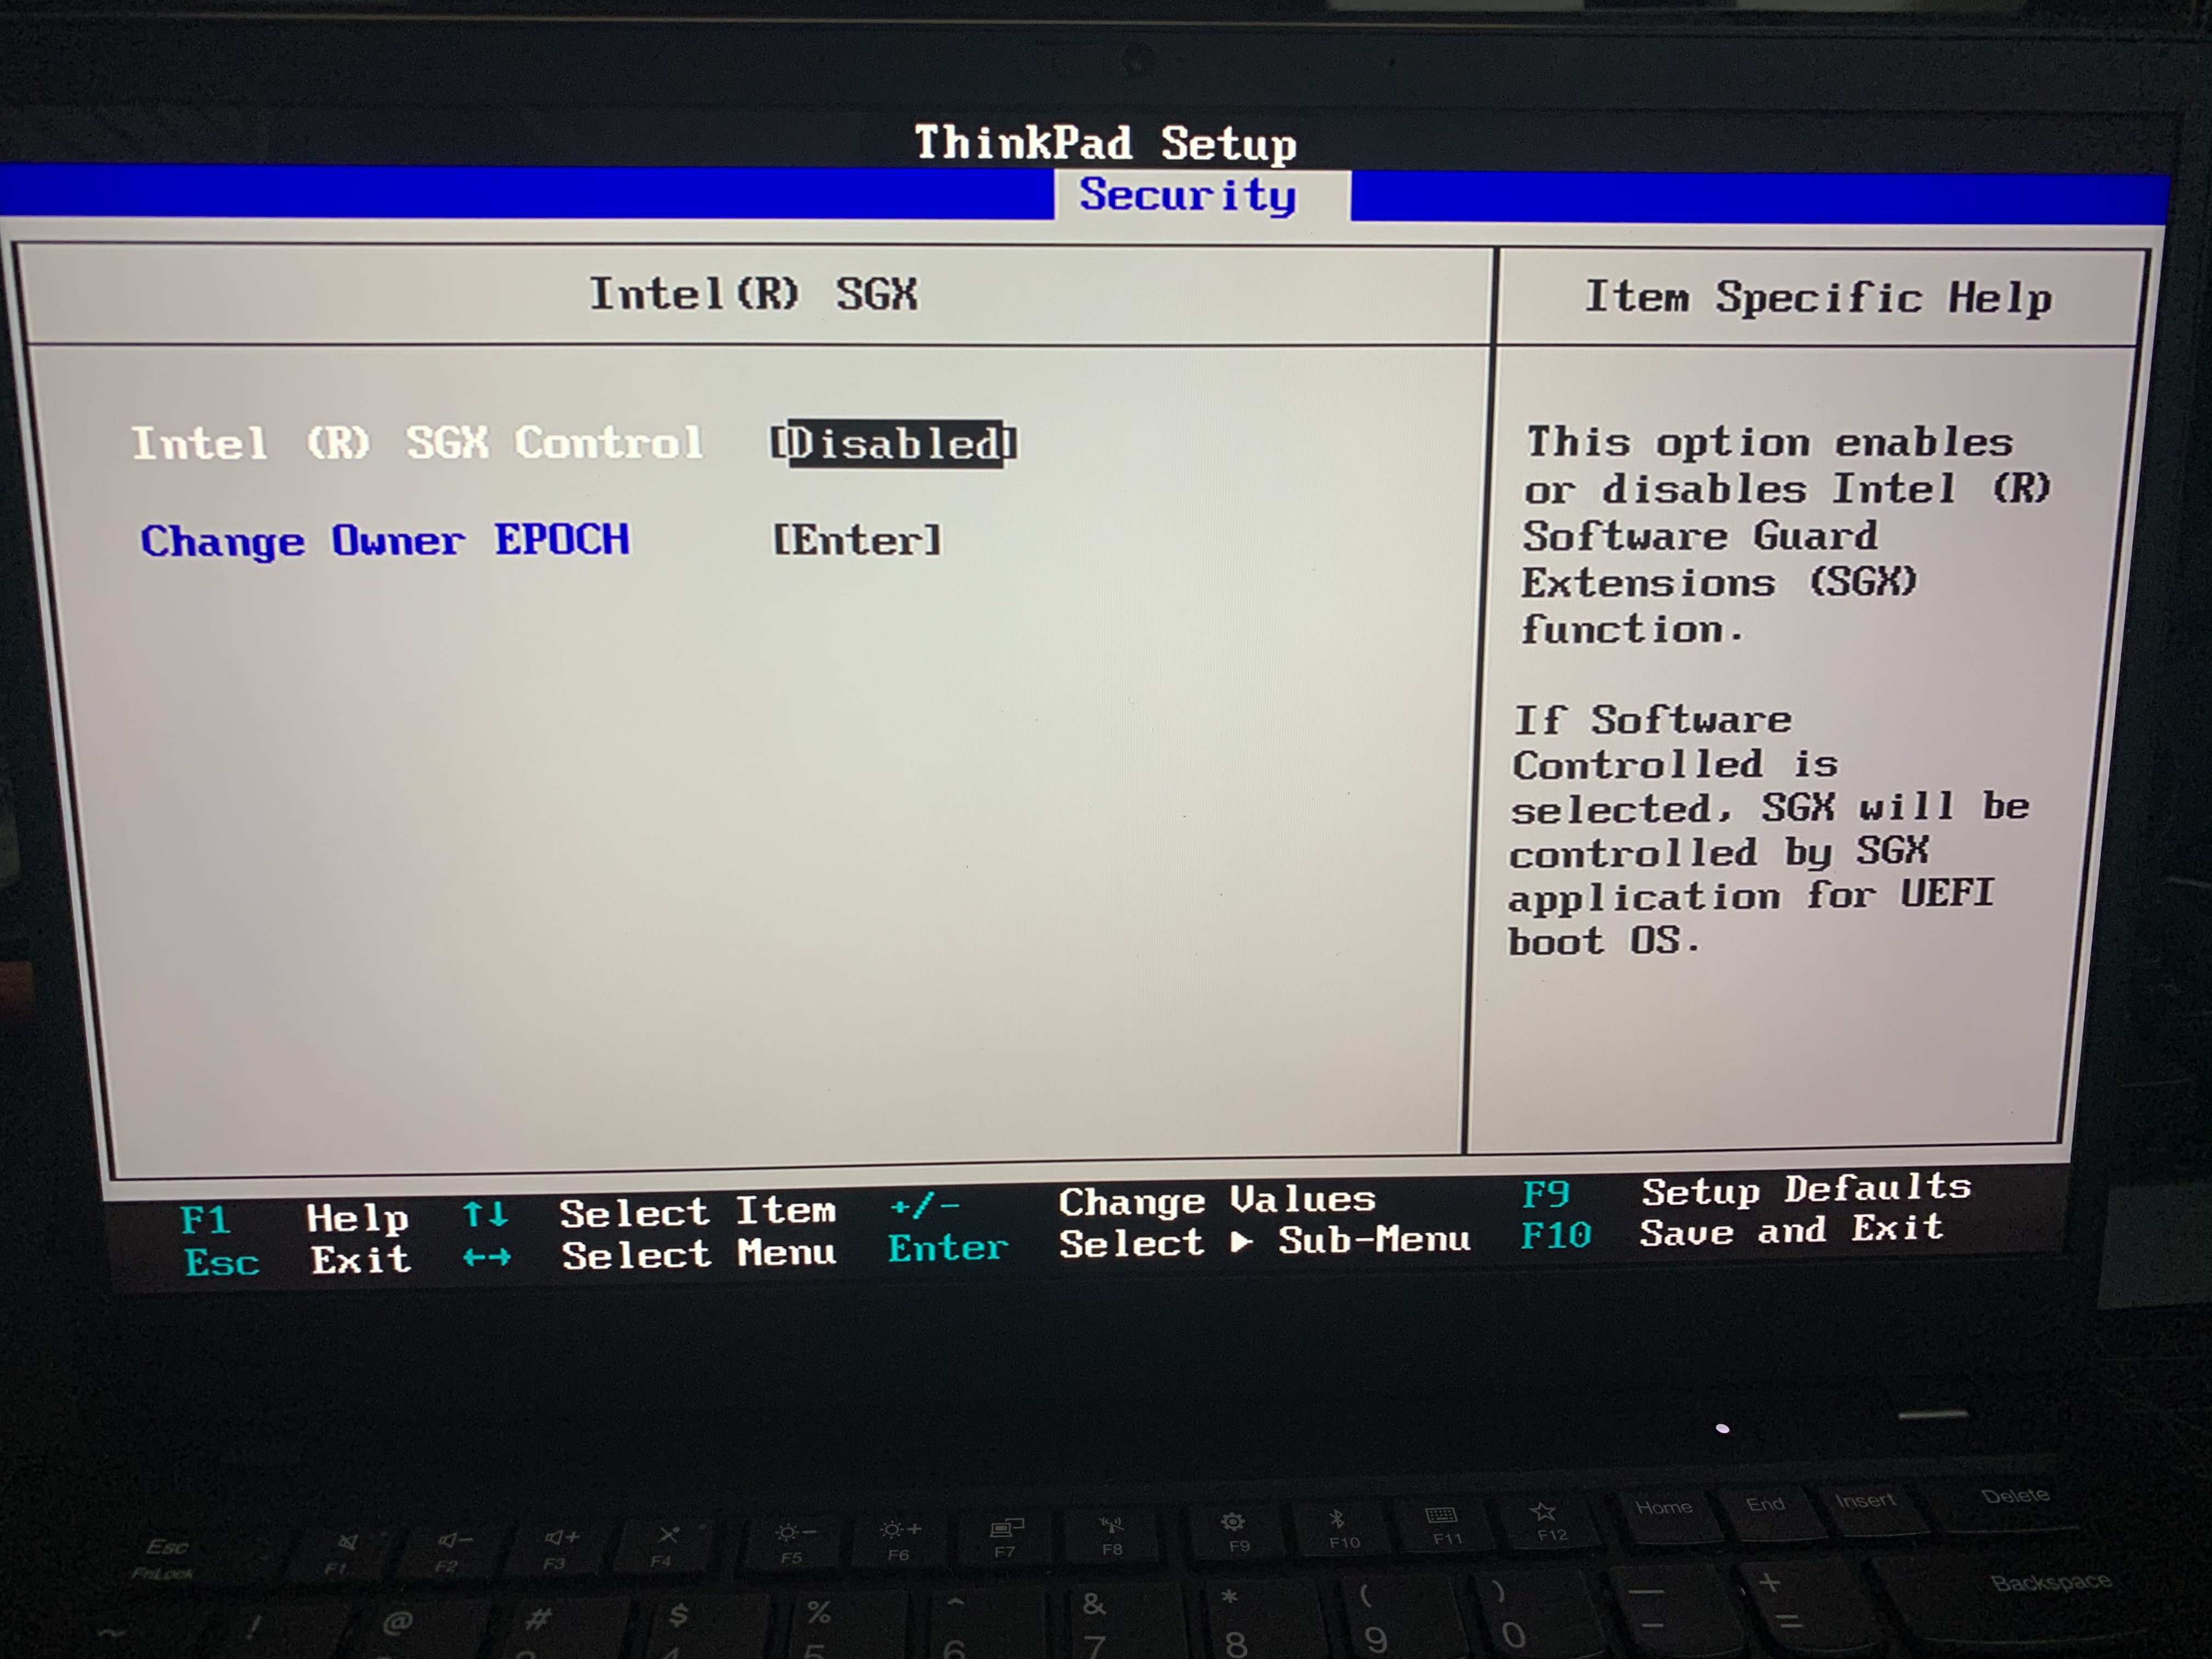 ThinkPad Setup
Security
Intel(R) SGX
Item Specific Help
Intel (R) SGX Control [Disabled]
Change Owner EPOCH [Enter]
This option enables
or disables Intel (R)
Software Guard
Extensions (SGX)
function.
If Software
Controlled is
selected, SGX will be
controlled by SGX
application for UEFI
boot OS.
F1 Help ↑↓ Select Item +/- Change Values F9 Setup Defaults
Esc Exit ←→ Select Menu Enter Select ▶ Sub-Menu F10 Save and Exit
Esc
FnLock
F1 F2 F3 F4 F5 F6 F7 F8 F9 F10 F11 F12
Home End Insert Delete
~ ! @ # $ % ^ & * ( ) — +
5 6 7 8 9 0 - =
Backspace